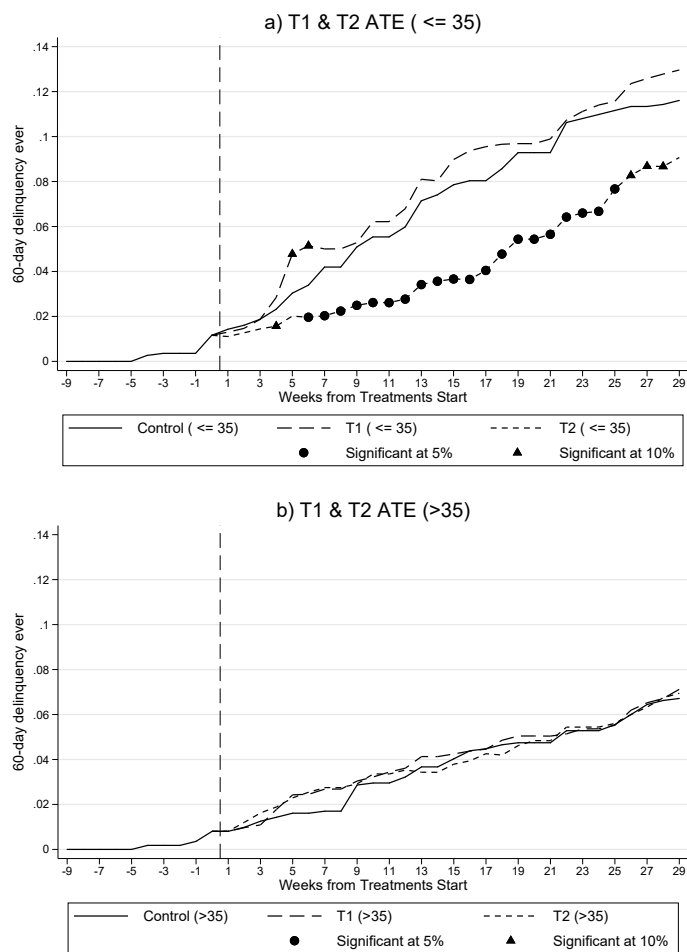 a) T1 & T2 ATE ( <= 35)
.14
.12
.1
.08
.06
.04
.02
0
60-day delinquency ever
-9 -7 -5 -3 -1 1 3 5 7 9 11 13 15 17 19 21 23 25 27 29
Weeks from Treatments Start
Control ( <= 35) T1 ( <= 35) T2 ( <= 35)
Significant at 5% Significant at 10%
b) T1 & T2 ATE (>35)
.14
.12
.1
.08
.06
.04
.02
0
60-day delinquency ever
-9 -7 -5 -3 -1 1 3 5 7 9 11 13 15 17 19 21 23 25 27 29
Weeks from Treatments Start
Control (>35) T1 (>35) T2 (>35)
Significant at 5% Significant at 10%